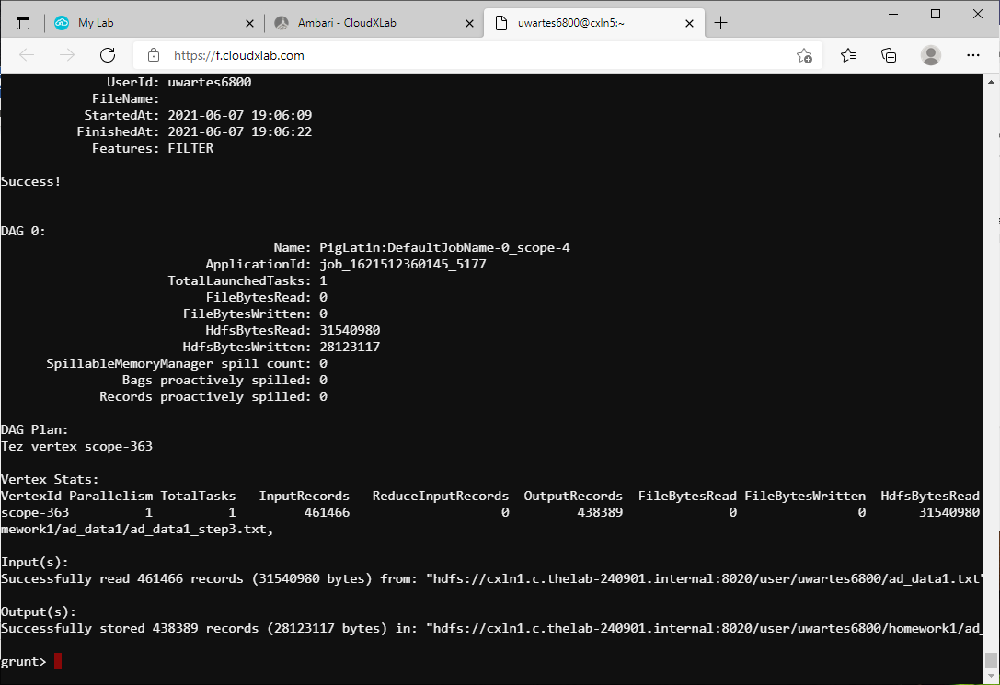 My Lab
Ambari - CloudXLab
uwartes6800@cxln5:~
https://f.cloudxlab.com
UserId: uwartes6800
FileName:
StartedAt: 2021-06-07 19:06:09
FinishedAt: 2021-06-07 19:06:22
Features: FILTER
Success!
DAG 0:
Name: PigLatin:DefaultJobName-0_scope-4
ApplicationId: job_1621512360145_5177
TotalLaunchedTasks: 1
FileBytesRead: 0
FileBytesWritten: 0
HdfsBytesRead: 31540980
HdfsBytesWritten: 28123117
SpillableMemoryManager spill count: 0
Bags proactively spilled: 0
Records proactively spilled: 0
DAG Plan:
Tez vertex scope-363
Vertex Stats:
VertexId Parallelism TotalTasks InputRecords ReduceInputRecords OutputRecords FileBytesRead FileBytesWritten HdfsBytesRead
scope-363 1 1 461466 0 438389 0 0 31540980
mework1/ad_data1/ad_data1_step3.txt,
Input(s):
Successfully read 461466 records (31540980 bytes) from: "hdfs://cxln1.c.thelab-240901.internal:8020/user/uwartes6800/ad_data1.txt"
Output(s):
Successfully stored 438389 records (28123117 bytes) in: "hdfs://cxln1.c.thelab-240901.internal:8020/user/uwartes6800/homework1/ad_
grunt>